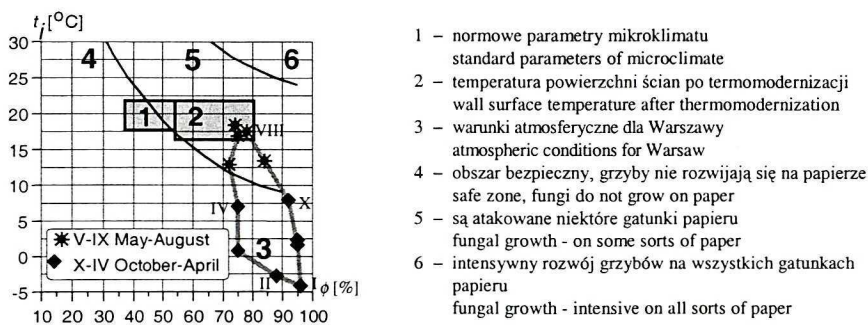 t_i[°C]
30
25
20
15
10
5
0
-5
4
5
6
1
2
VIII
IV
X
3
II
I
V-IX May-August
X-IV October-April
ϕ [%]
10 20 30 40 50 60 70 80 90 100
1 – normowe parametry mikroklimatu
standard parameters of microclimate
2 – temperatura powierzchni ścian po termomodernizacji
wall surface temperature after thermomodernization
3 – warunki atmosferyczne dla Warszawy
atmospheric conditions for Warsaw
4 – obszar bezpieczny, grzyby nie rozwijają się na papierze
safe zone, fungi do not grow on paper
5 – są atakowane niektóre gatunki papieru
fungal growth - on some sorts of paper
6 – intensywny rozwój grzybów na wszystkich gatunkach
papieru
fungal growth - intensive on all sorts of paper